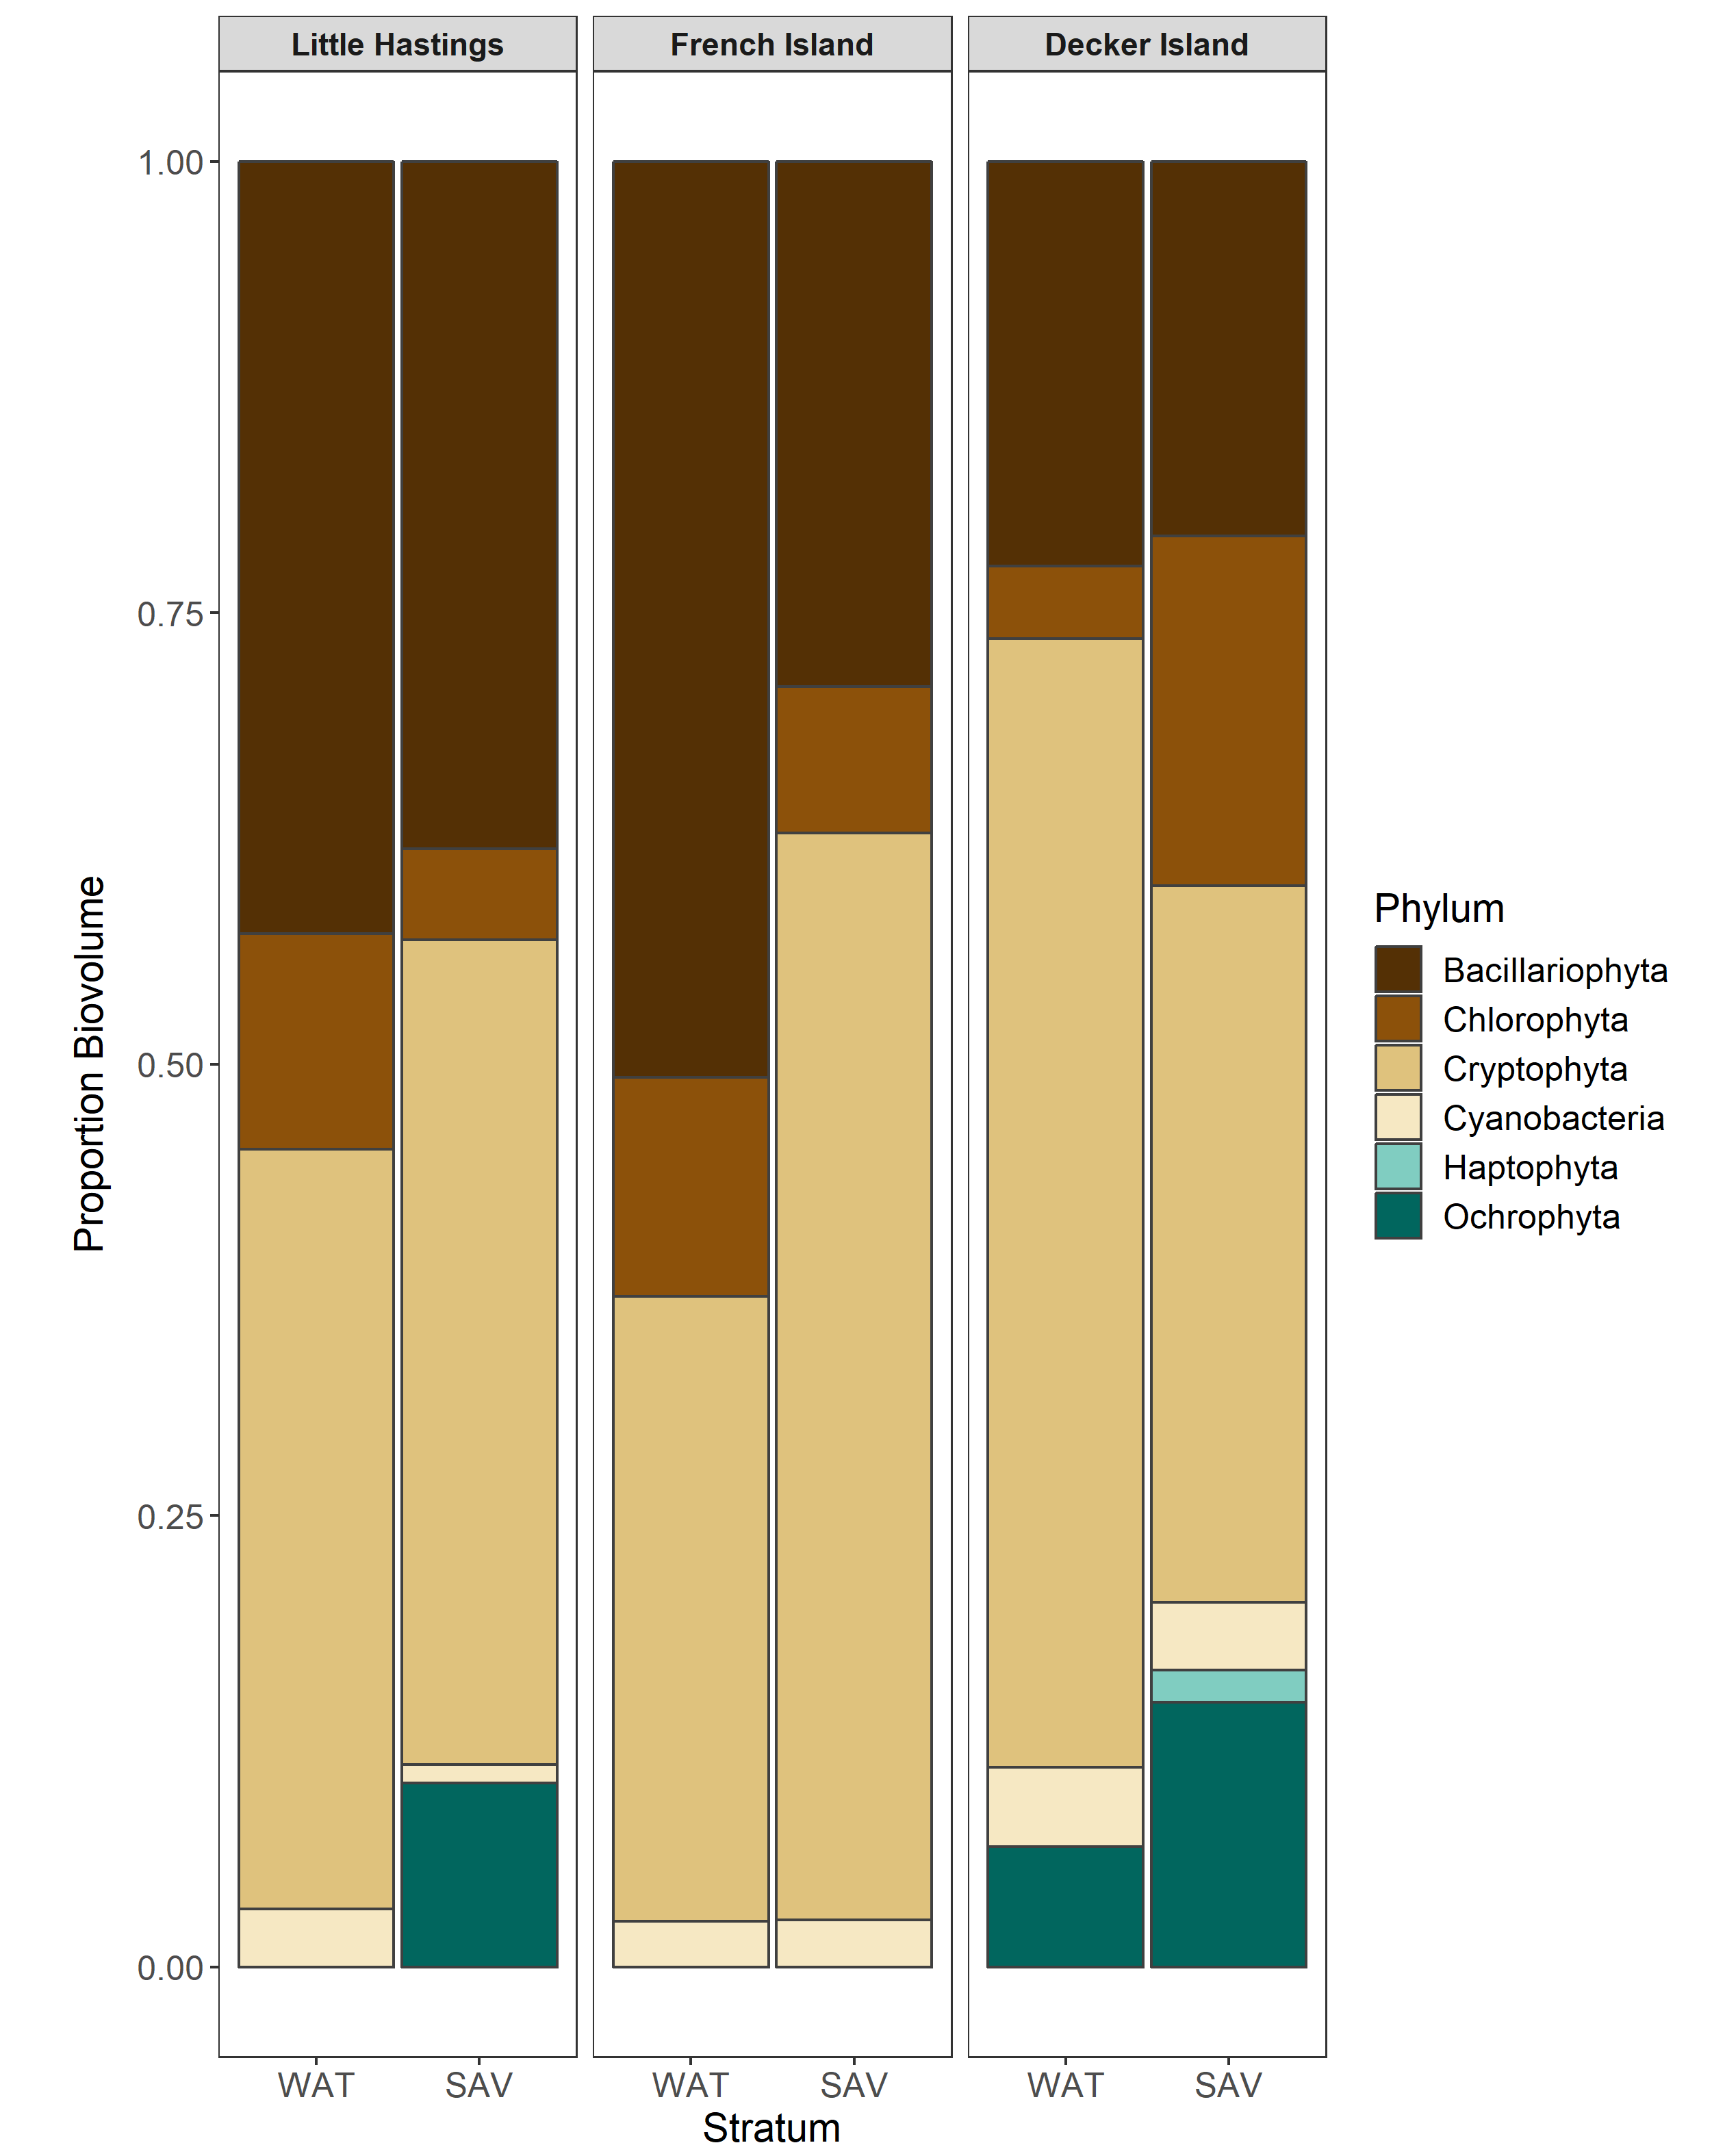 Little Hastings
French Island
Decker Island
1.00
0.75
0.50
0.25
0.00
Proportion Biovolume
WAT
SAV
WAT
SAV
WAT
SAV
Stratum
Phylum
Bacillariophyta
Chlorophyta
Cryptophyta
Cyanobacteria
Haptophyta
Ochrophyta